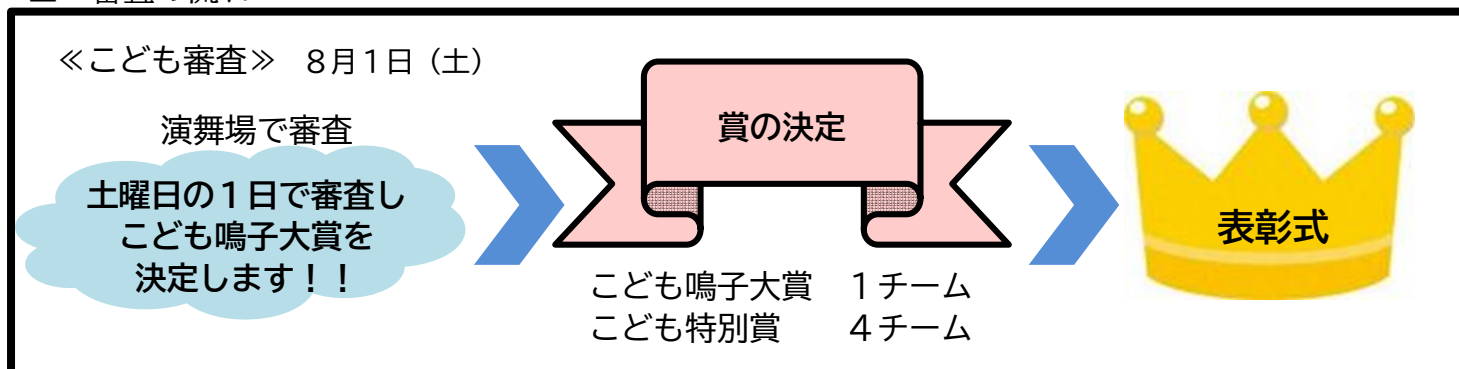 ≪こども審査≫ ８月１日（土）
演舞場で審査
土曜日の１日で審査し
こども鳴子大賞を
決定します！！
賞の決定
こども鳴子大賞 １チーム
こども特別賞 ４チーム
表彰式